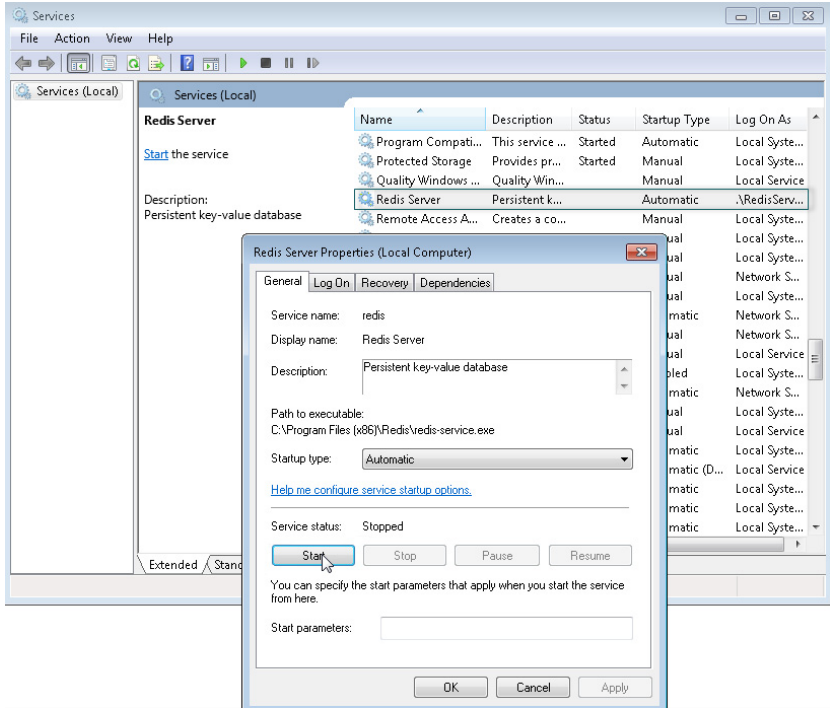 Services
File Action View Help
Services (Local)
Services (Local)
Redis Server
Start the service
Description:
Persistent key-value database
Name Description Status Startup Type Log On As
Program Compati... This service ... Started Automatic Local Syste...
Protected Storage Provides pr... Started Manual Local Syste...
Quality Windows ... Quality Win... Manual Local Service
Redis Server Persistent k... Automatic .\RedisServ...
Remote Access A... Creates a co... Manual Local Syste...
ual Local Syste...
ual Local Syste...
ual Network S...
ual Local Syste...
matic Network S...
ual Local Syste...
ual Local Service
bled Local Syste...
matic Network S...
ual Local Syste...
ual Local Service
matic Local Syste...
matic (D... Local Service
matic Local Syste...
matic Local Syste...
matic Local Syste...
Extended Stand
Redis Server Properties (Local Computer)
General Log On Recovery Dependencies
Service name: redis
Display name: Redis Server
Description: Persistent key-value database
Path to executable:
C:\Program Files (x86)\Redis\redis-service.exe
Startup type: Automatic
Help me configure service startup options.
Service status: Stopped
Start Stop Pause Resume
You can specify the start parameters that apply when you start the service
from here.
Start parameters:
OK Cancel Apply